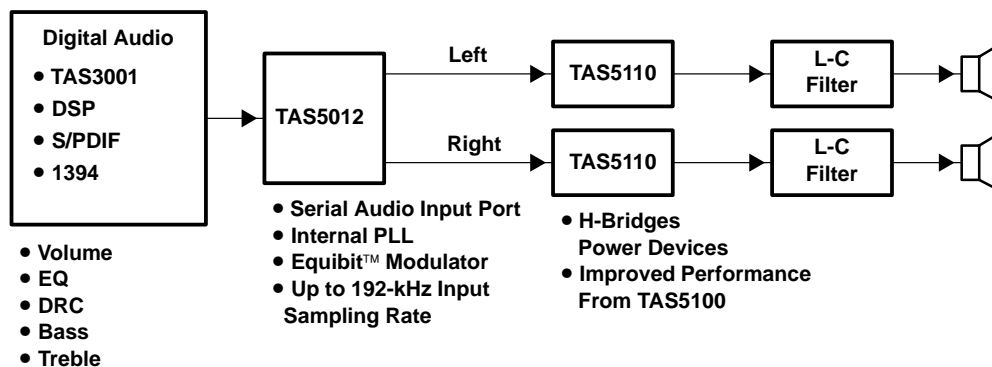 Digital Audio
• TAS3001
• DSP
• S/PDIF
• 1394
• Volume
• EQ
• DRC
• Bass
• Treble
TAS5012
• Serial Audio Input Port
• Internal PLL
• Equibit™ Modulator
• Up to 192-kHz Input
Sampling Rate
Left
Right
TAS5110
TAS5110
• H-Bridges
Power Devices
• Improved Performance
From TAS5100
L-C
Filter
L-C
Filter